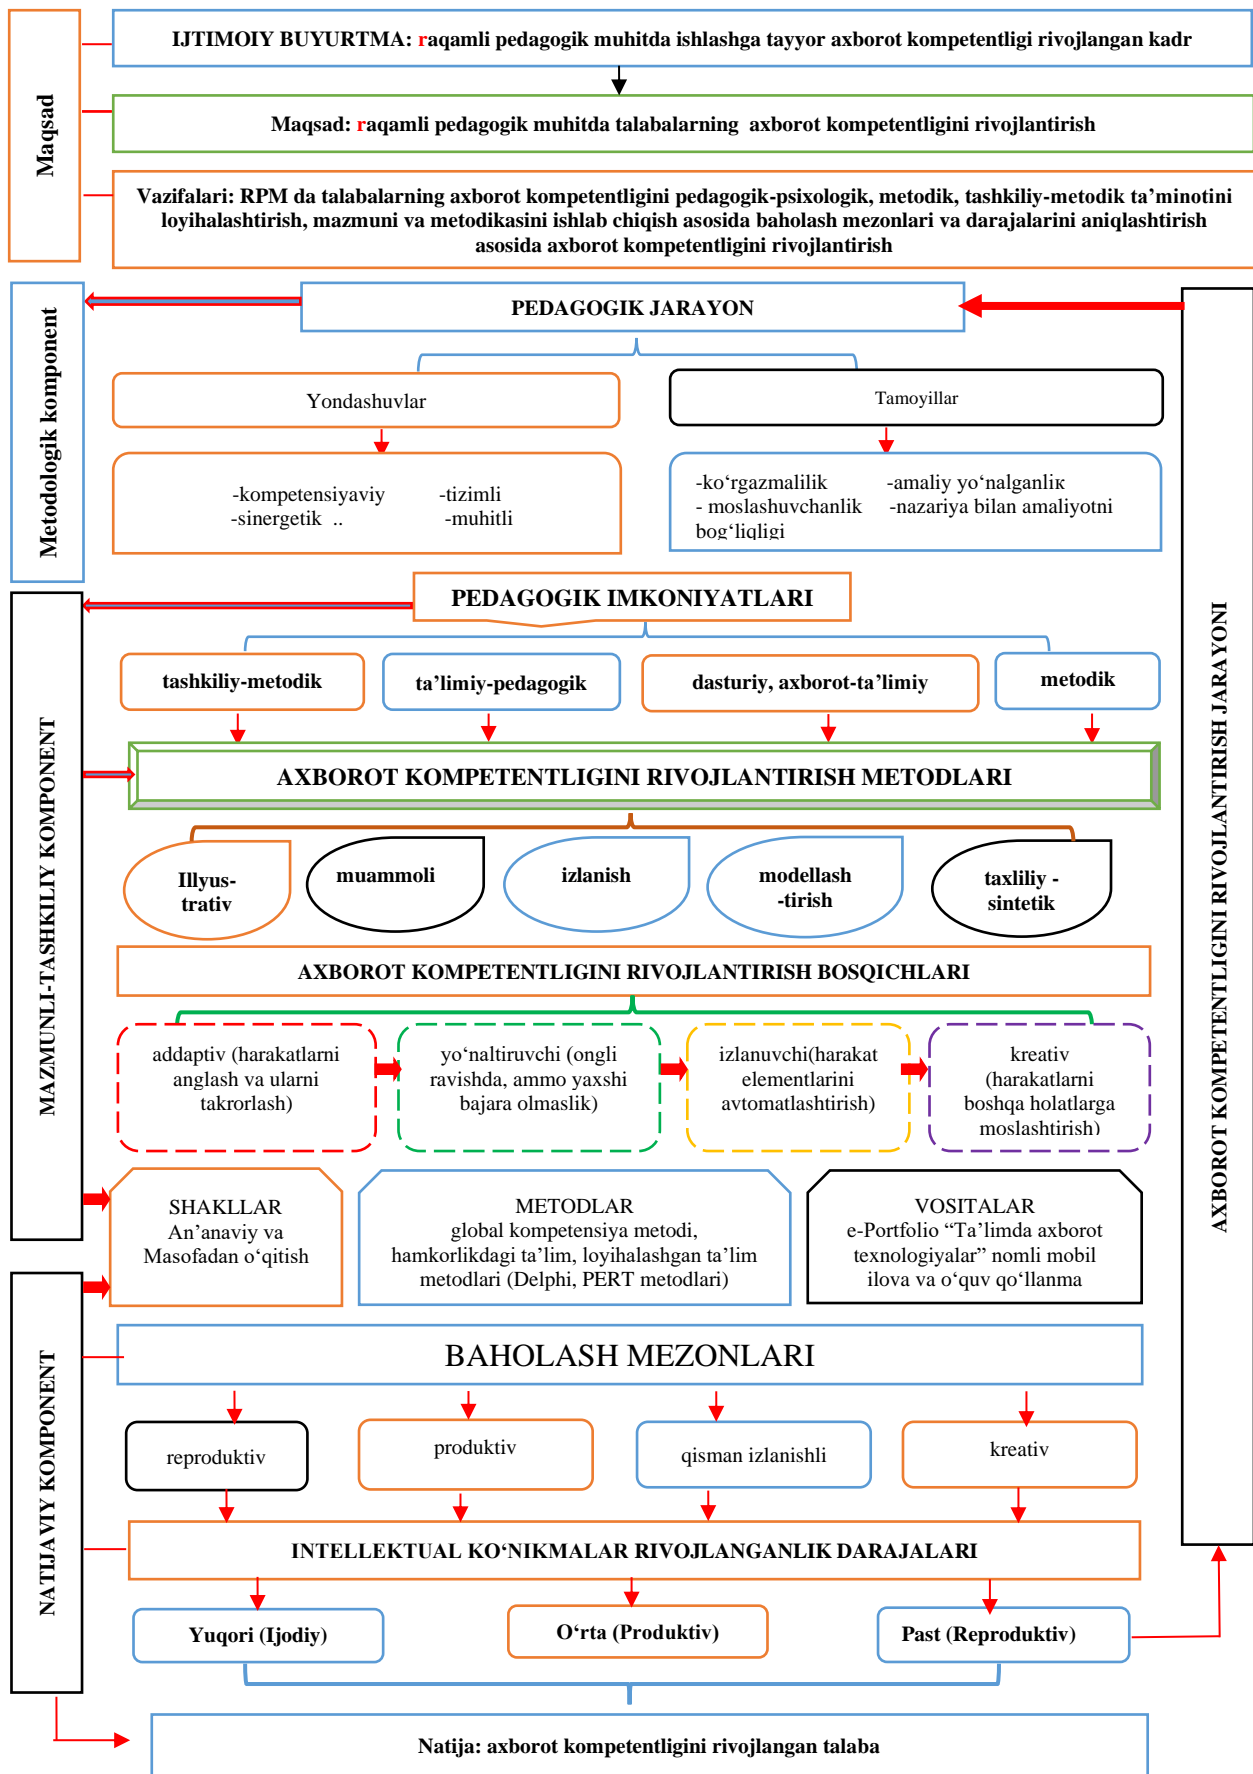 Maqsad
IJTIMOIY BUYURTMA: raqamli pedagogik muhitda ishlashga tayyor axborot kompetentligi rivojlangan kadr
Maqsad: raqamli pedagogik muhitda talabalarning axborot kompetentligini rivojlantirish
Vazifalari: RPM da talabalarning axborot kompetentligini pedagogik-psixologik, metodik, tashkiliy-metodik ta’minotini
loyihalashtirish, mazmuni va metodikasini ishlab chiqish asosida baholash mezonlari va darajalarini aniqlashtirish
asosida axborot kompetentligini rivojlantirish
Metodologik komponent
PEDAGOGIK JARAYON
Yondashuvlar
Tamoyillar
-kompetensiyaviy -tizimli
-sinergetik .. -muhitli
-ko‘rgazmalilik -amaliy yo‘nalganliк
- moslashuvchanlik -nazariya bilan amaliyotni
bog‘liqligi
AXBOROT KOMPETENTLIGINI RIVOJLANTIRISH JARAYONI
MAZMUNLI-TASHKILIY KOMPONENT
PEDAGOGIK IMKONIYATLARI
tashkiliy-metodik
ta’limiy-pedagogik
dasturiy, axborot-ta’limiy
metodik
AXBOROT KOMPETENTLIGINI RIVOJLANTIRISH METODLARI
Illyus-
trativ
muammoli
izlanish
modellash
-tirish
taxliliy -
sintetik
AXBOROT KOMPETENTLIGINI RIVOJLANTIRISH BOSQICHLARI
addaptiv (harakatlarni
anglash va ularni
takrorlash)
yo‘naltiruvchi (ongli
ravishda, ammo yaxshi
bajara olmaslik)
izlanuvchi(harakat
elementlarini
avtomatlashtirish)
kreativ
(harakatlarni
boshqa holatlarga
moslashtirish)
SHAKLLAR
An’anaviy va
Masofadan o‘qitish
METODLAR
global kompetensiya metodi,
hamkorlikdagi ta’lim, loyihalashgan ta’lim
metodlari (Delphi, PERT metodlari)
VOSITALAR
e-Portfolio “Ta’limda axborot
texnologiyalar” nomli mobil
ilova va o‘quv qo‘llanma
NATIJAVIY KOMPONENT
BAHOLASH MEZONLARI
reproduktiv
produktiv
qisman izlanishli
kreativ
INTELLEKTUAL KO‘NIKMALAR RIVOJLANGANLIK DARAJALARI
Yuqori (Ijodiy)
O‘rta (Produktiv)
Past (Reproduktiv)
Natija: axborot kompetentligini rivojlangan talaba